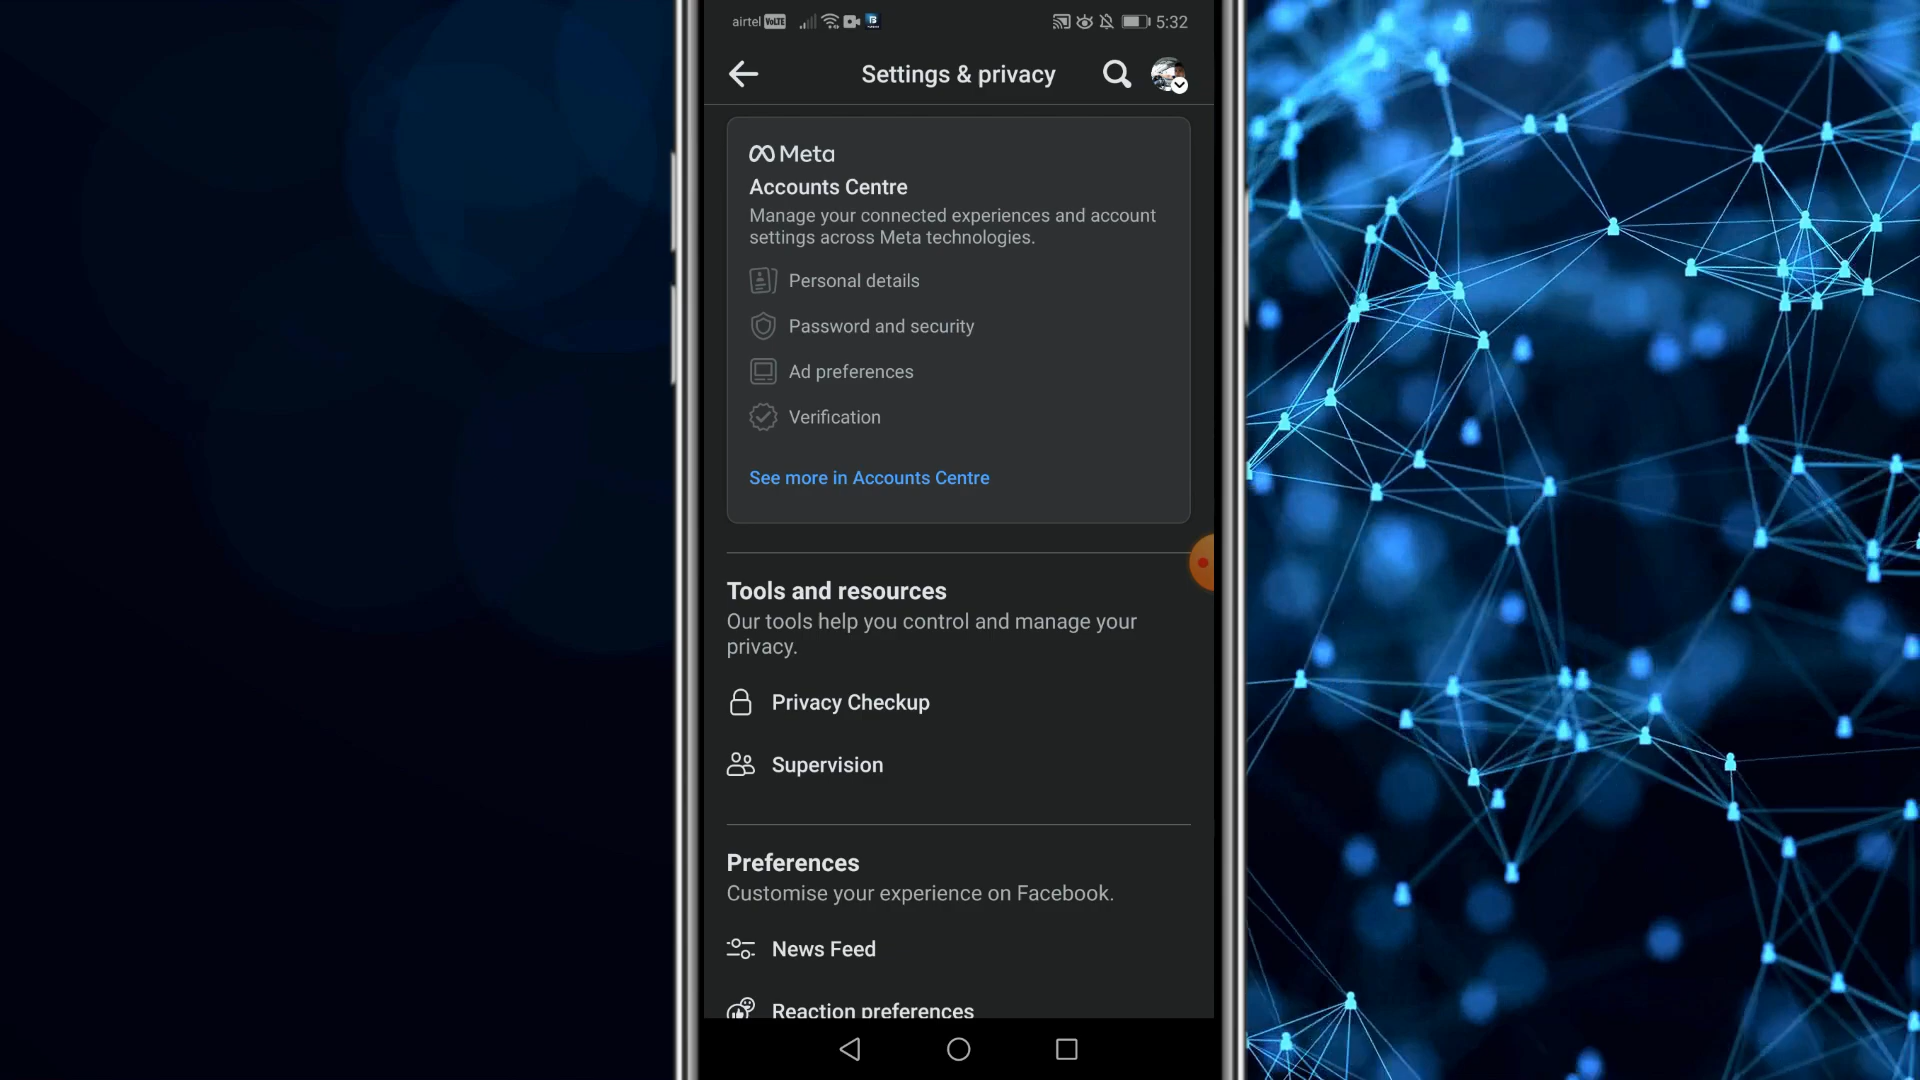 airtel VoLTE 5:32
Settings & privacy
Meta
Accounts Centre
Manage your connected experiences and account
settings across Meta technologies.
Personal details
Password and security
Ad preferences
Verification
See more in Accounts Centre
Tools and resources
Our tools help you control and manage your
privacy.
Privacy Checkup
Supervision
Preferences
Customise your experience on Facebook.
News Feed
Reaction preferences